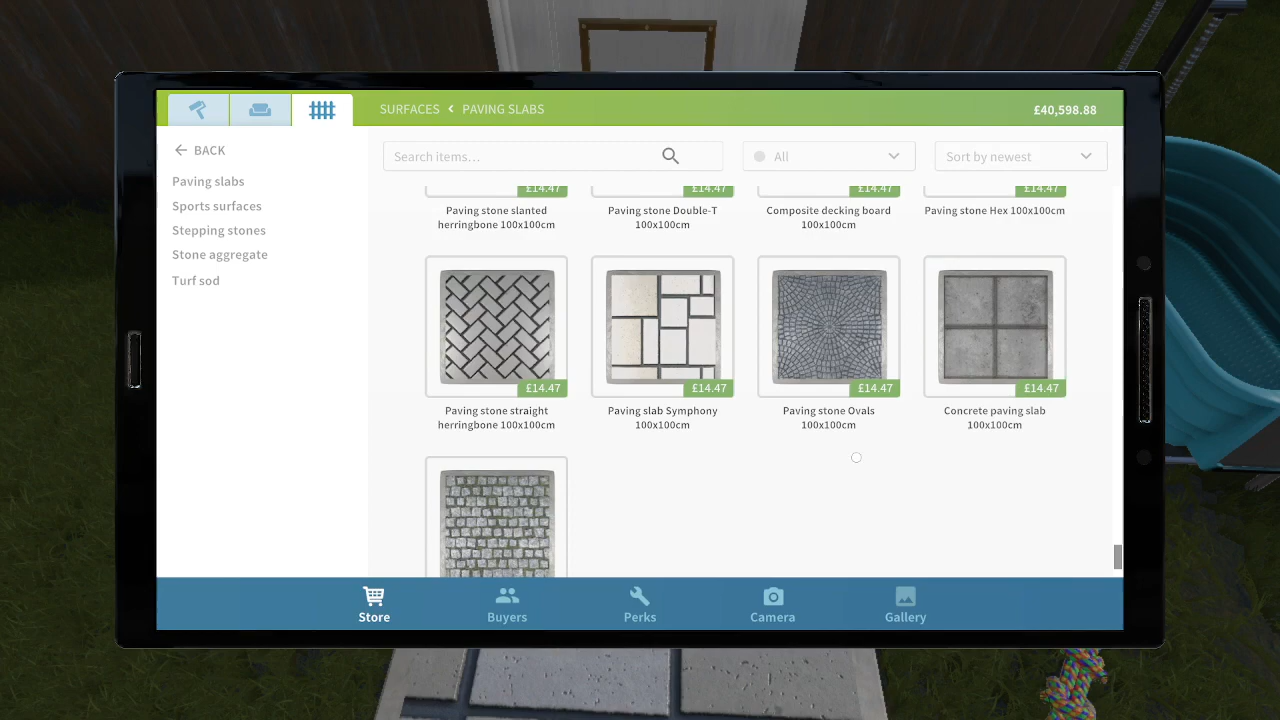 SURFACES < PAVING SLABS
£40,598.88
BACK
Search items...
All
Sort by newest
Paving slabs
Sports surfaces
Stepping stones
Stone aggregate
Turf sod
£14.47
£14.47
£14.47
£14.47
Paving stone slanted
herringbone 100x100cm
Paving stone Double-T
100x100cm
Composite decking board
100x100cm
Paving stone Hex 100x100cm
£14.47
£14.47
£14.47
£14.47
Paving stone straight
herringbone 100x100cm
Paving slab Symphony
100x100cm
Paving stone Ovals
100x100cm
Concrete paving slab
100x100cm
Store
Buyers
Perks
Camera
Gallery